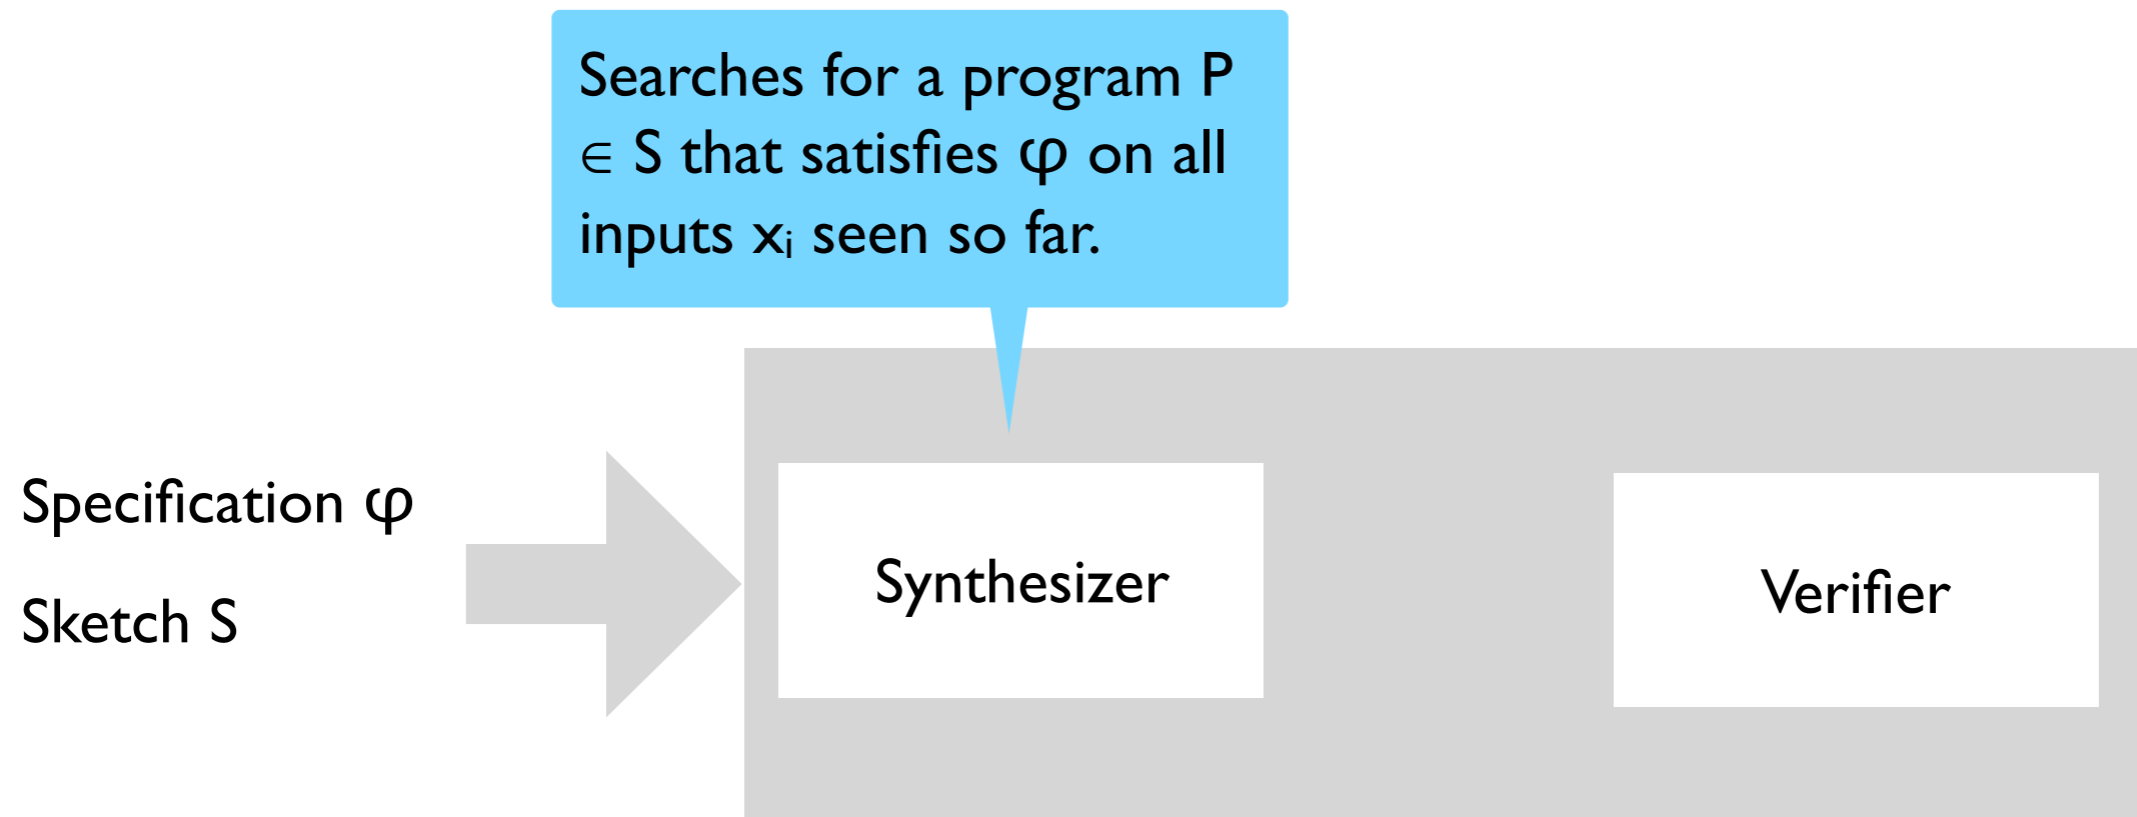 Searches for a program P
∈ S that satisfies φ on all
inputs xᵢ seen so far.
Specification φ
Sketch S
Synthesizer
Verifier